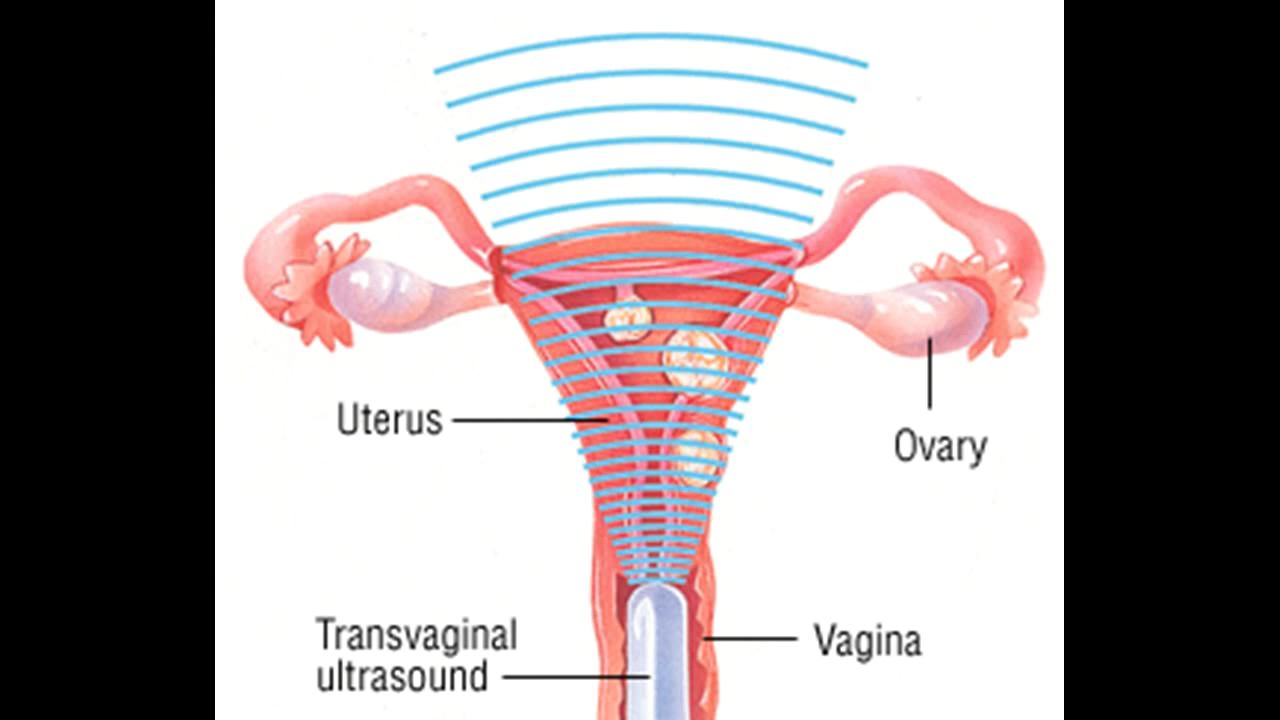 Uterus
Ovary
Transvaginal
ultrasound
Vagina